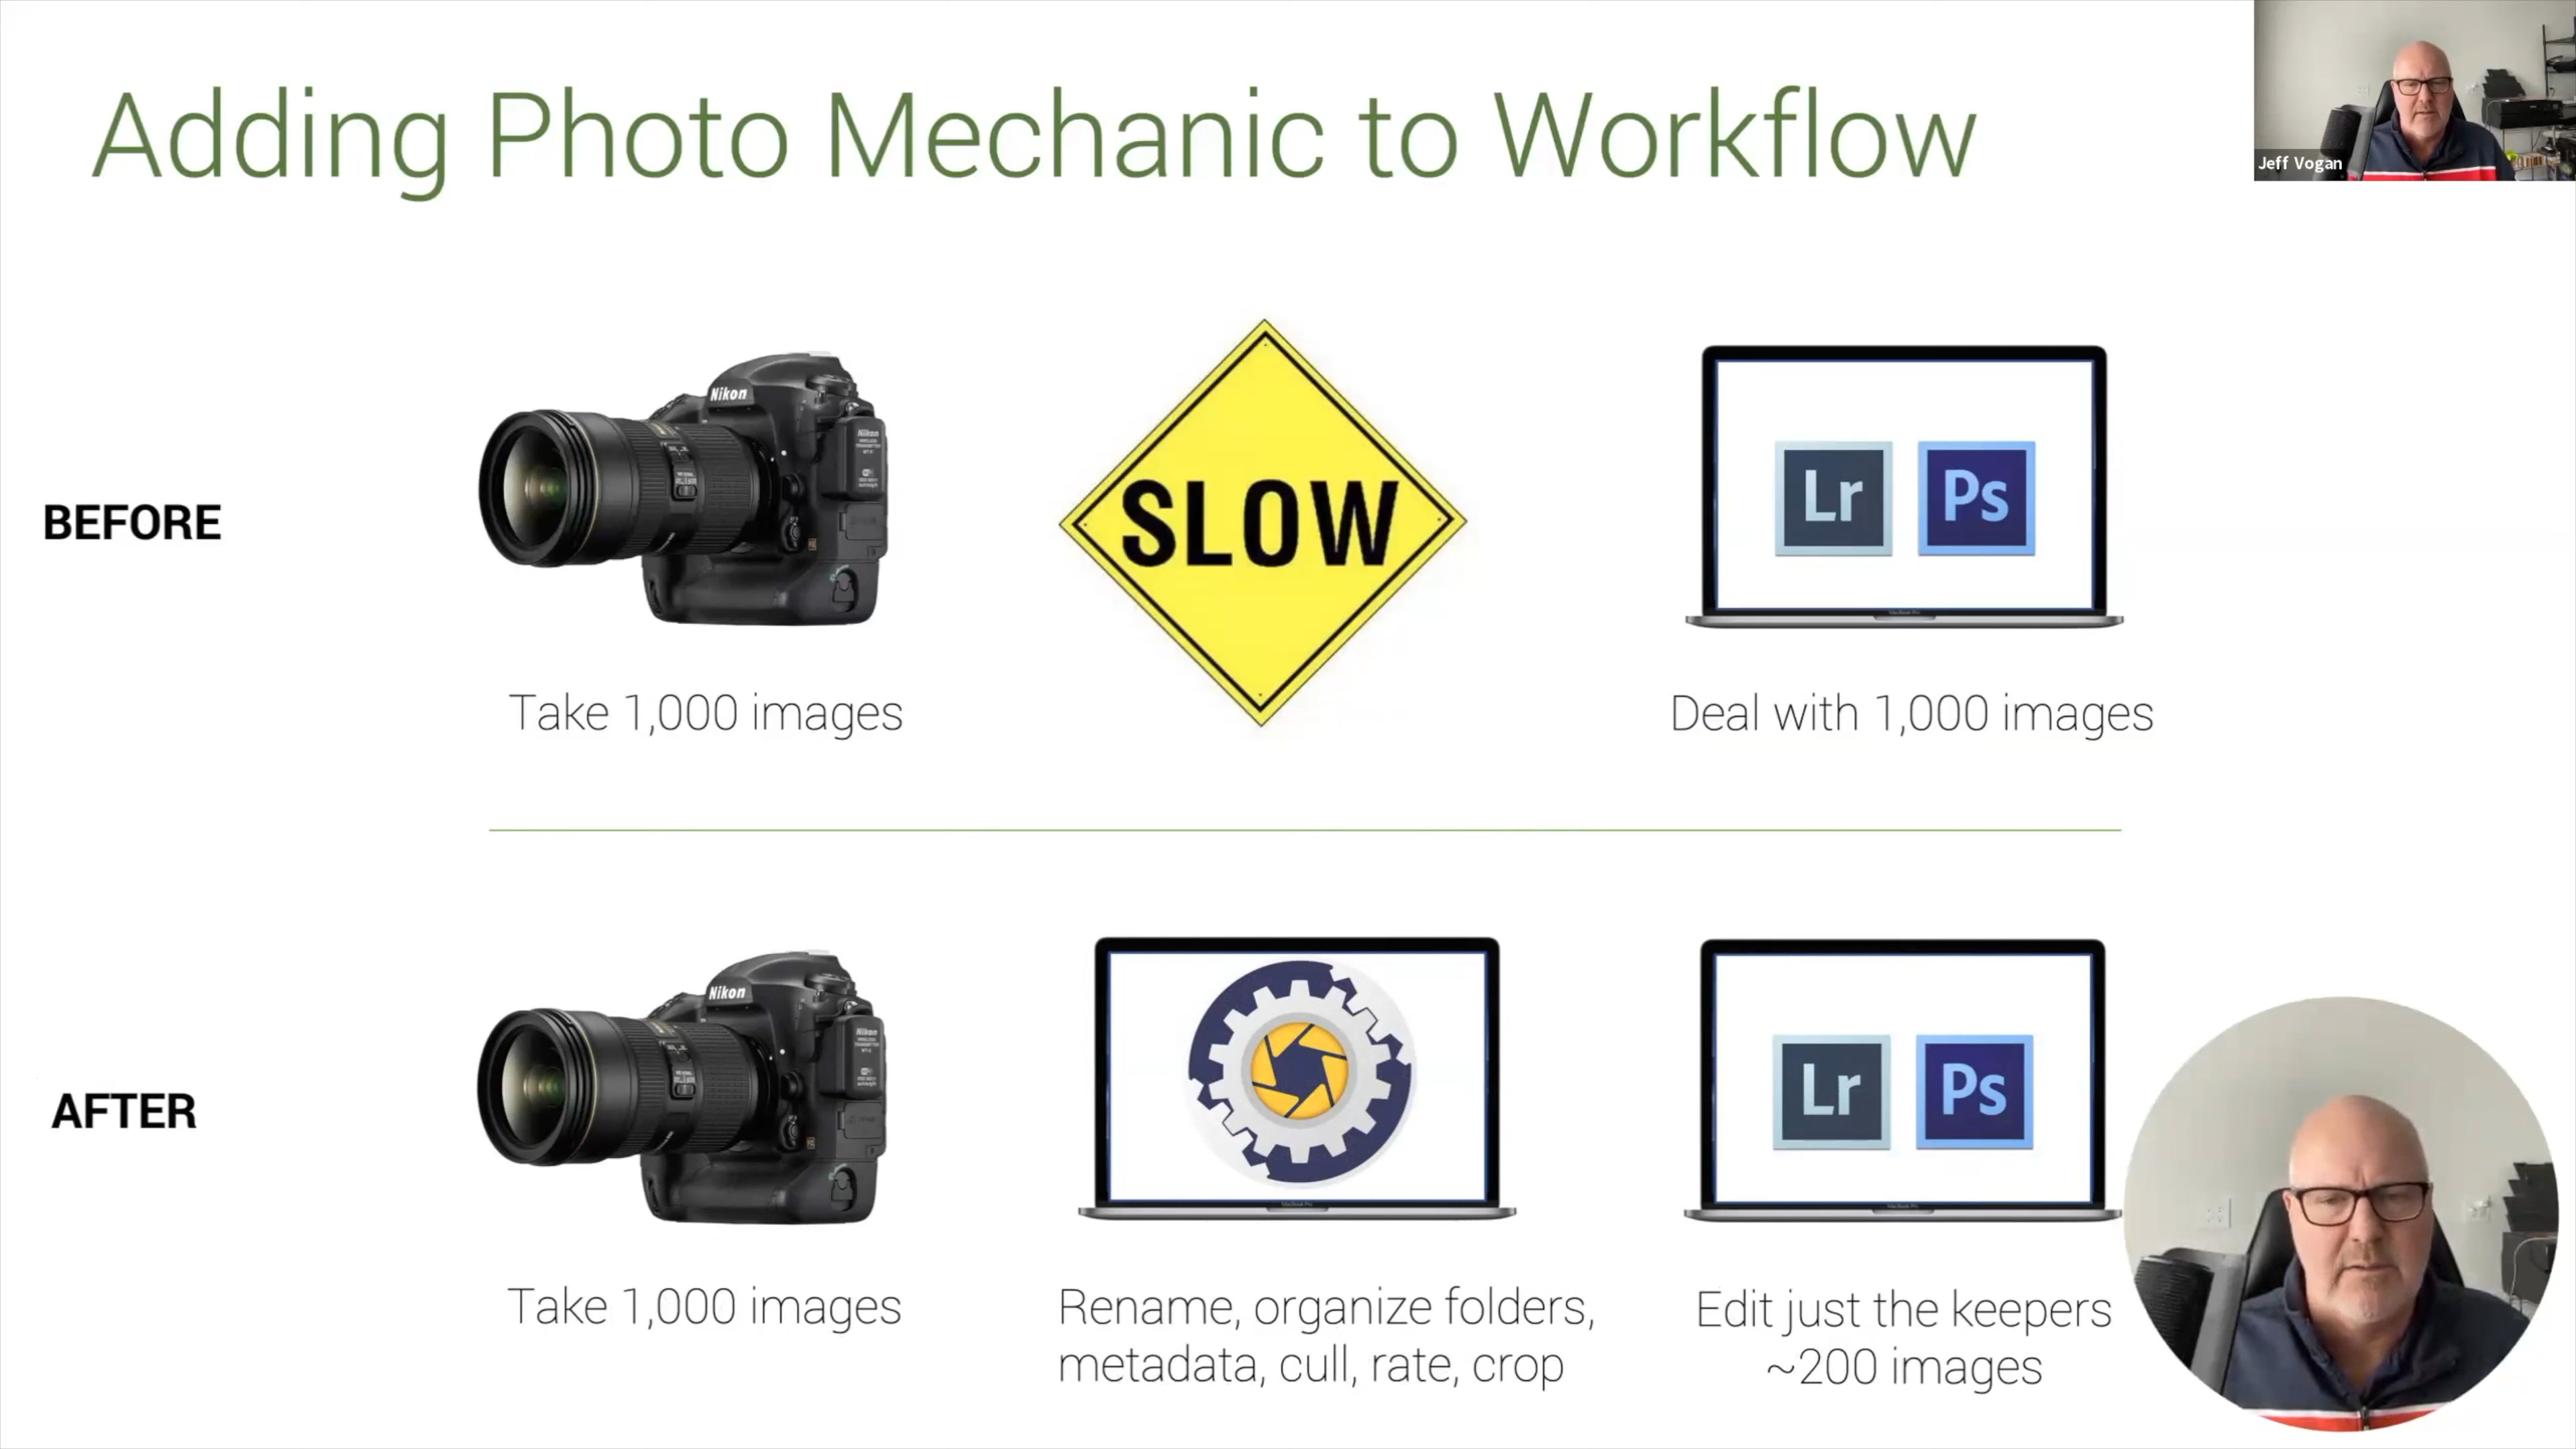 Adding Photo Mechanic to Workflow
Jeff Vogan
BEFORE
Nikon
Nikon
SLOW
Lr Ps
Take 1,000 images
Deal with 1,000 images
AFTER
Nikon
Nikon
Lr Ps
Take 1,000 images
Rename, organize folders,
metadata, cull, rate, crop
Edit just the keepers
~200 images